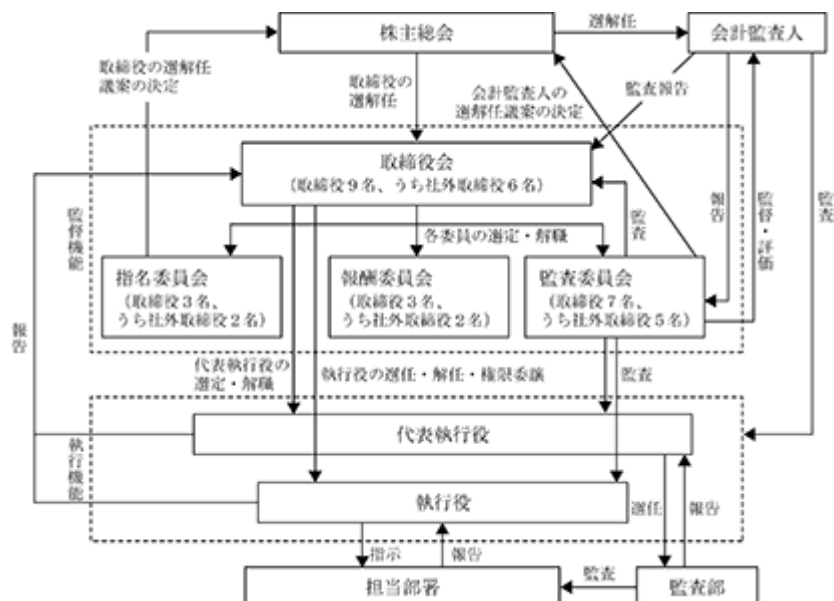 株主総会
選解任
会計監査人
取締役の選解任
議案の決定
取締役の
選解任
会計監査人の
選解任議案の決定
監査報告
取締役会
(取締役9名、うち社外取締役6名)
監督機能
報告
監督・評価
監査
監査
各委員の選定・解職
指名委員会
(取締役3名、
うち社外取締役2名)
報酬委員会
(取締役3名、
うち社外取締役2名)
監査委員会
(取締役7名、
うち社外取締役5名)
報告
代表執行役の
選定・解職
執行役の選任・解任・権限委譲
監査
代表執行役
執行機能
執行役
選任
報告
指示
報告
担当部署
監査
監査部